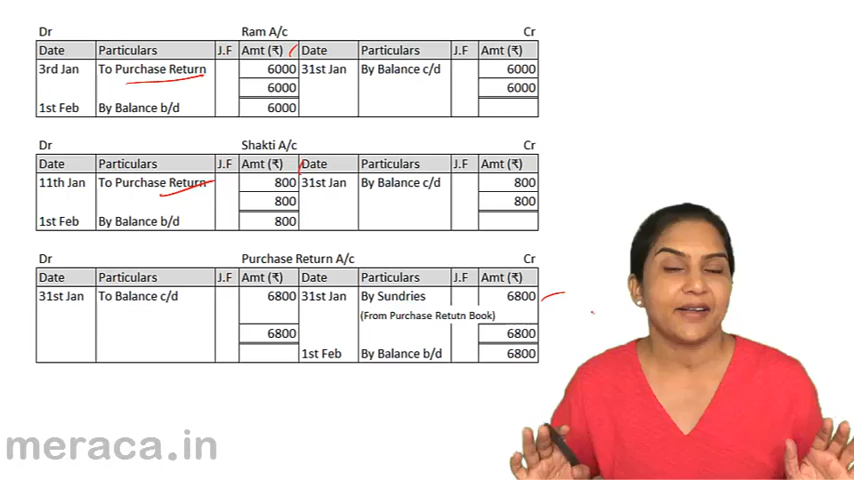 Dr Ram A/c Cr
Date Particulars J.F Amt (₹) Date Particulars J.F Amt (₹)
3rd Jan To Purchase Return 6000 31st Jan By Balance c/d 6000
6000 6000
1st Feb By Balance b/d 6000
Dr Shakti A/c Cr
Date Particulars J.F Amt (₹) Date Particulars J.F Amt (₹)
11th Jan To Purchase Return 800 31st Jan By Balance c/d 800
800 800
1st Feb By Balance b/d 800
Dr Purchase Return A/c Cr
Date Particulars J.F Amt (₹) Date Particulars J.F Amt (₹)
31st Jan To Balance c/d 6800 31st Jan By Sundries 6800
(From Purchase Retutn Book)
6800 6800
1st Feb By Balance b/d 6800
meraca.in